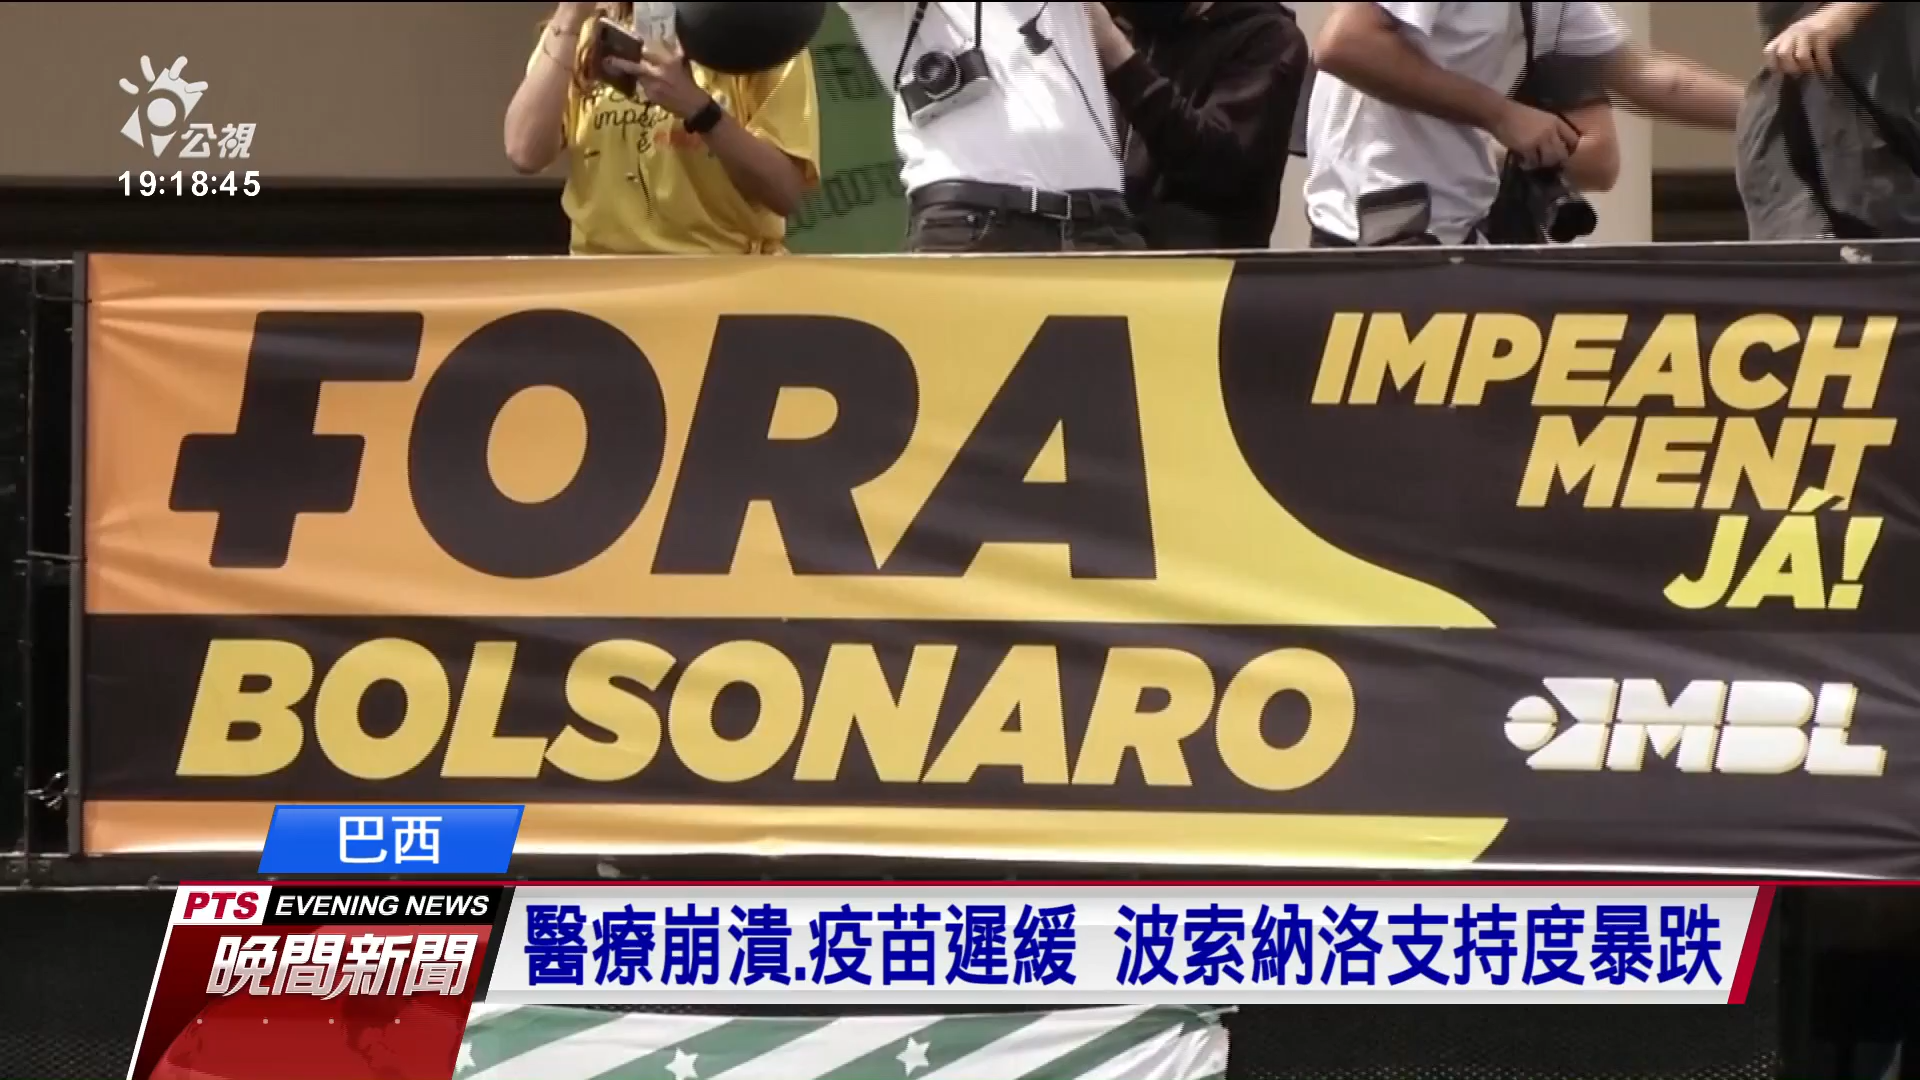 公視
19:18:45
impea
é
FORA
BOLSONARO
IMPEACH
MENT
JÁ!
MBL
巴西
PTS EVENING NEWS
晚間新聞
醫療崩潰.疫苗遲緩 波索納洛支持度暴跌